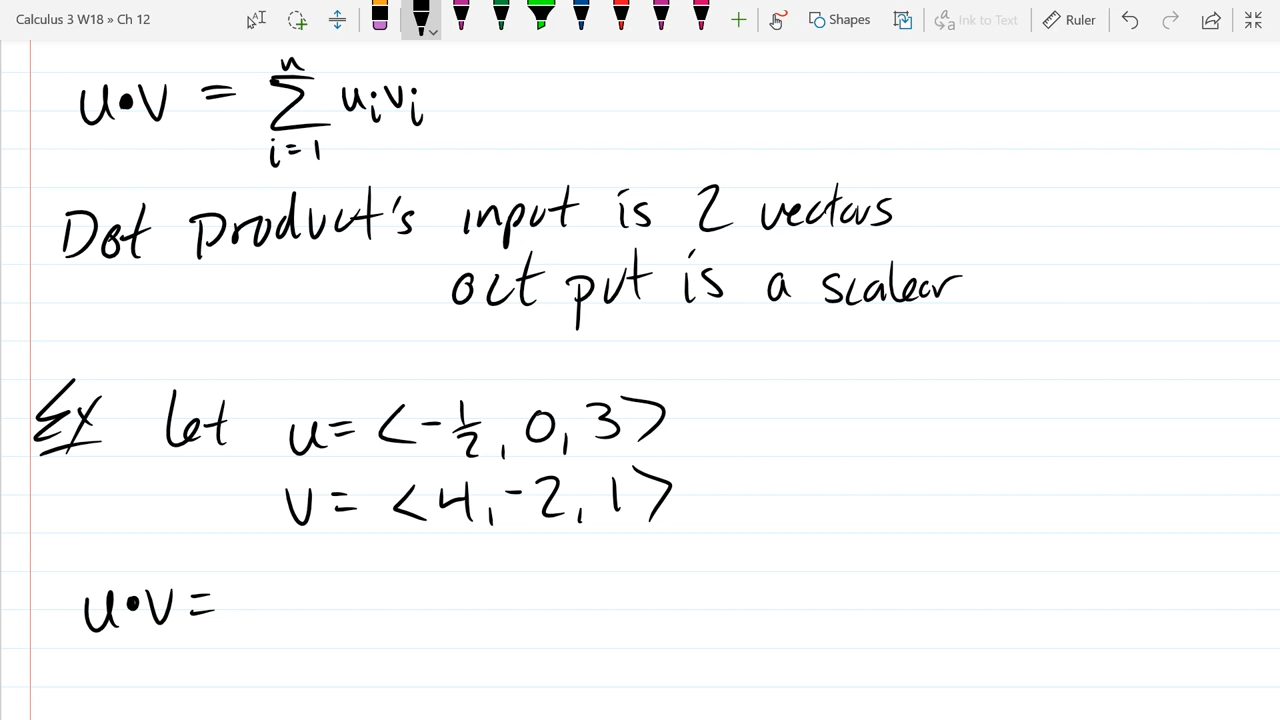 Calculus 3 W18 » Ch 12
Ink to Text
Shapes
Ruler
u•v = \sum_{i=1}^{n} u_i v_i
Dot product's input is 2 vectors
output is a scalar
Ex let u = <-1/2, 0, 3>
v = <4, -2, 1>
u•v =